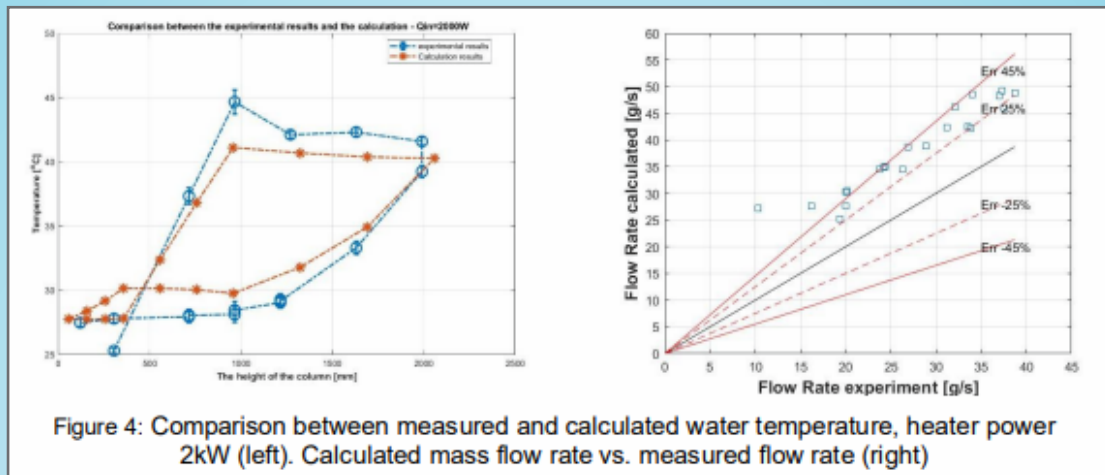 Comparison between the experimental results and the calculation - Qin=2000W
experimental results
Calculation results
Temperature [°C]
50
45
40
35
30
25
0
500
1000
1500
2000
2500
The height of the column [mm]
Flow Rate calculated [g/s]
60
55
50
45
40
35
30
25
20
15
10
5
0
Err 45%
Err 25%
Err -25%
Err -45%
0
5
10
15
20
25
30
35
40
45
Flow Rate experiment [g/s]
Figure 4: Comparison between measured and calculated water temperature, heater power
2kW (left). Calculated mass flow rate vs. measured flow rate (right)